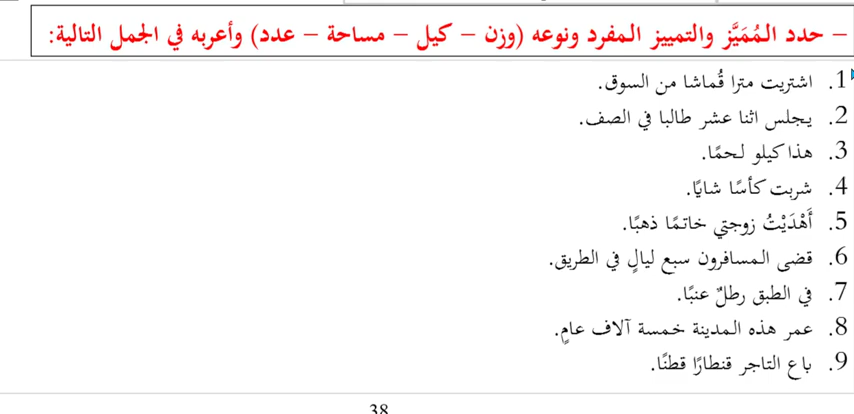 – حدد الـمُمَيَّز والتمييز الـمفرد ونوعه (وزن – كيل – مساحة – عدد) وأعربه في الجمل التالية:
1. اشتريت مترا قُماشا من السوق.
2. يجلس اثنا عشر طالبا في الصف.
3. هذا كيلو لحمًا.
4. شربت كأسًا شايًا.
5. أَهْدَيْتُ زوجتي خاتمًا ذهبًا.
6. قضى المسافرون سبع ليالٍ في الطريق.
7. في الطبق رطلٌ عنبًا.
8. عمر هذه المدينة خمسة آلاف عامٍ.
9. باع التاجر قنطارًا قطنًا.
38